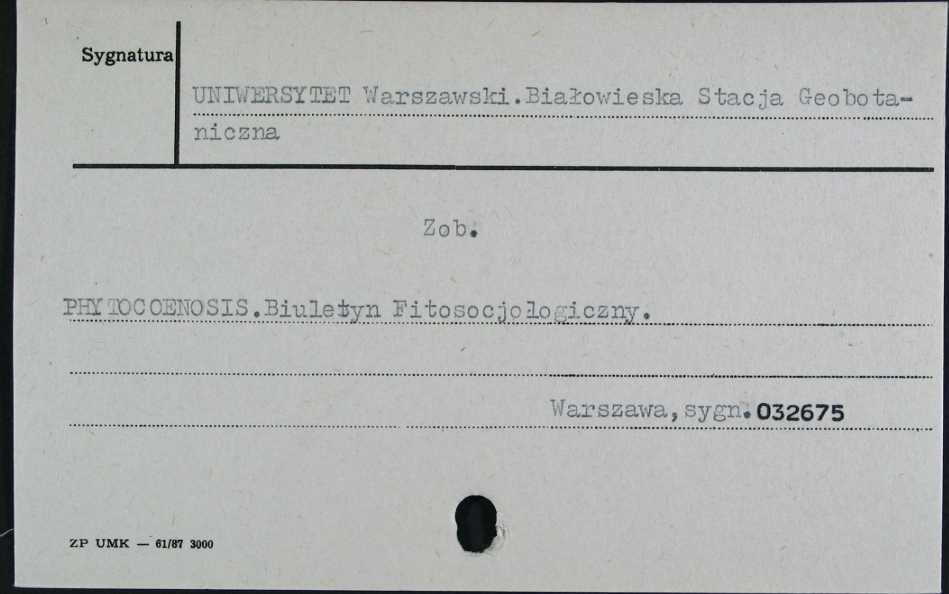 Sygnatura
UNIWERSYTET Warszawski.Białowieska Stacja Geobota-
niczna
Zob.
PHYTOCOENOSIS.Biuletyn Fitosocjologiczny.
Warszawa,sygn.032675
ZP UMK — 61/87 3000